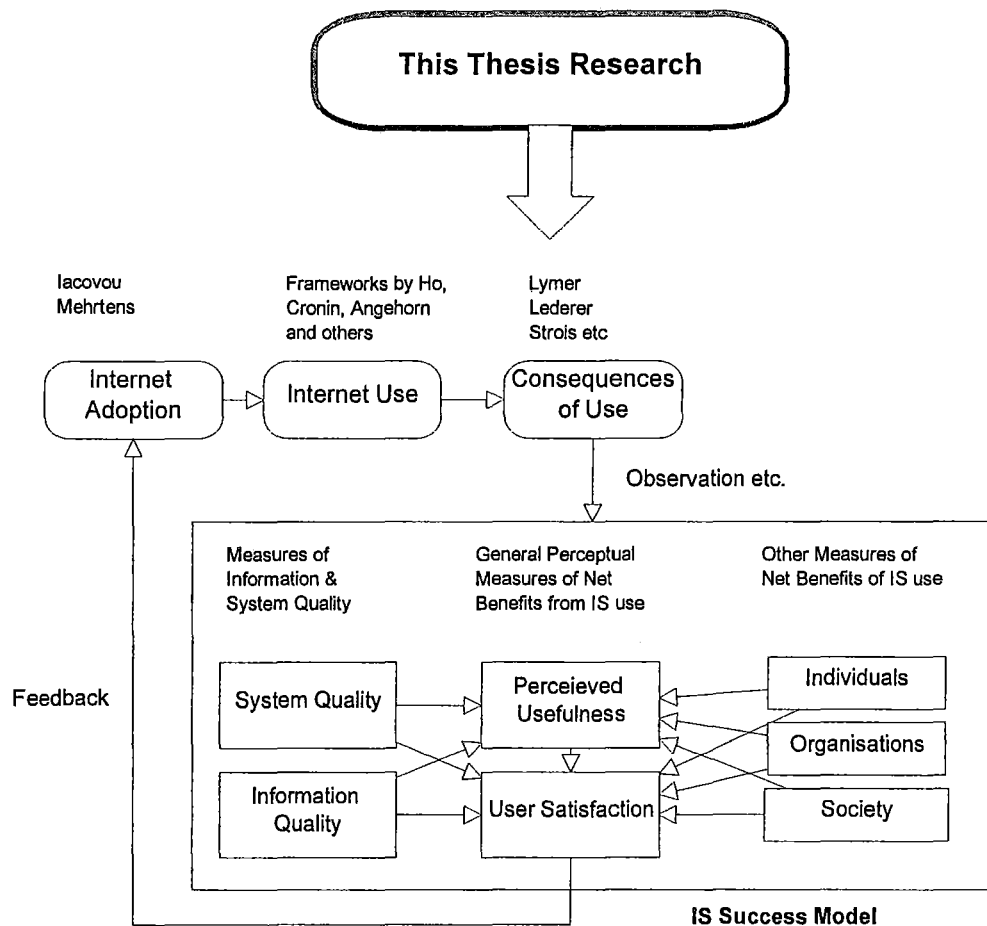 This Thesis Research
Iacovou
Mehrtens
Frameworks by Ho,
Cronin, Angehorn
and others
Lymer
Lederer
Strois etc
Internet
Adoption
Internet Use
Consequences
of Use
Observation etc.
Measures of
Information &
System Quality
General Perceptual
Measures of Net
Benefits from IS use
Other Measures of
Net Benefits of IS use
Feedback
System Quality
Perceieved
Usefulness
Individuals
Organisations
Information
Quality
User Satisfaction
Society
IS Success Model